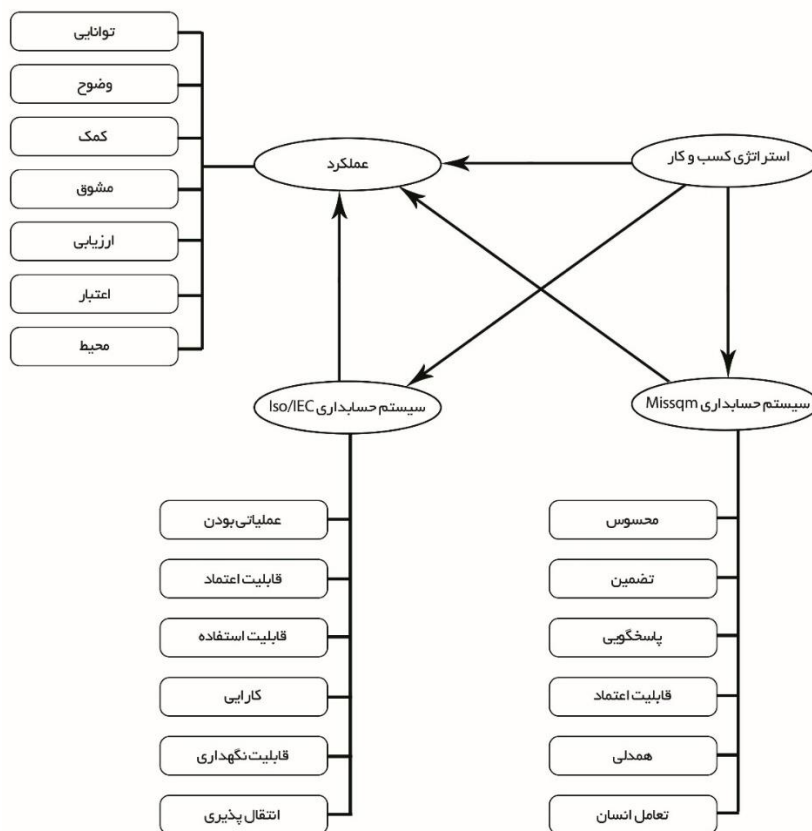 توانایی
وضوح
کمک
مشوق
ارزیابی
اعتبار
محیط
عملکرد
استراتژی کسب و کار
سیستم حسابداری Iso/IEC
سیستم حسابداری Missqm
عملیاتی بودن
قابلیت اعتماد
قابلیت استفاده
کارایی
قابلیت نگهداری
انتقال پذیری
محسوس
تضمین
پاسخگویی
قابلیت اعتماد
همدلی
تعامل انسان